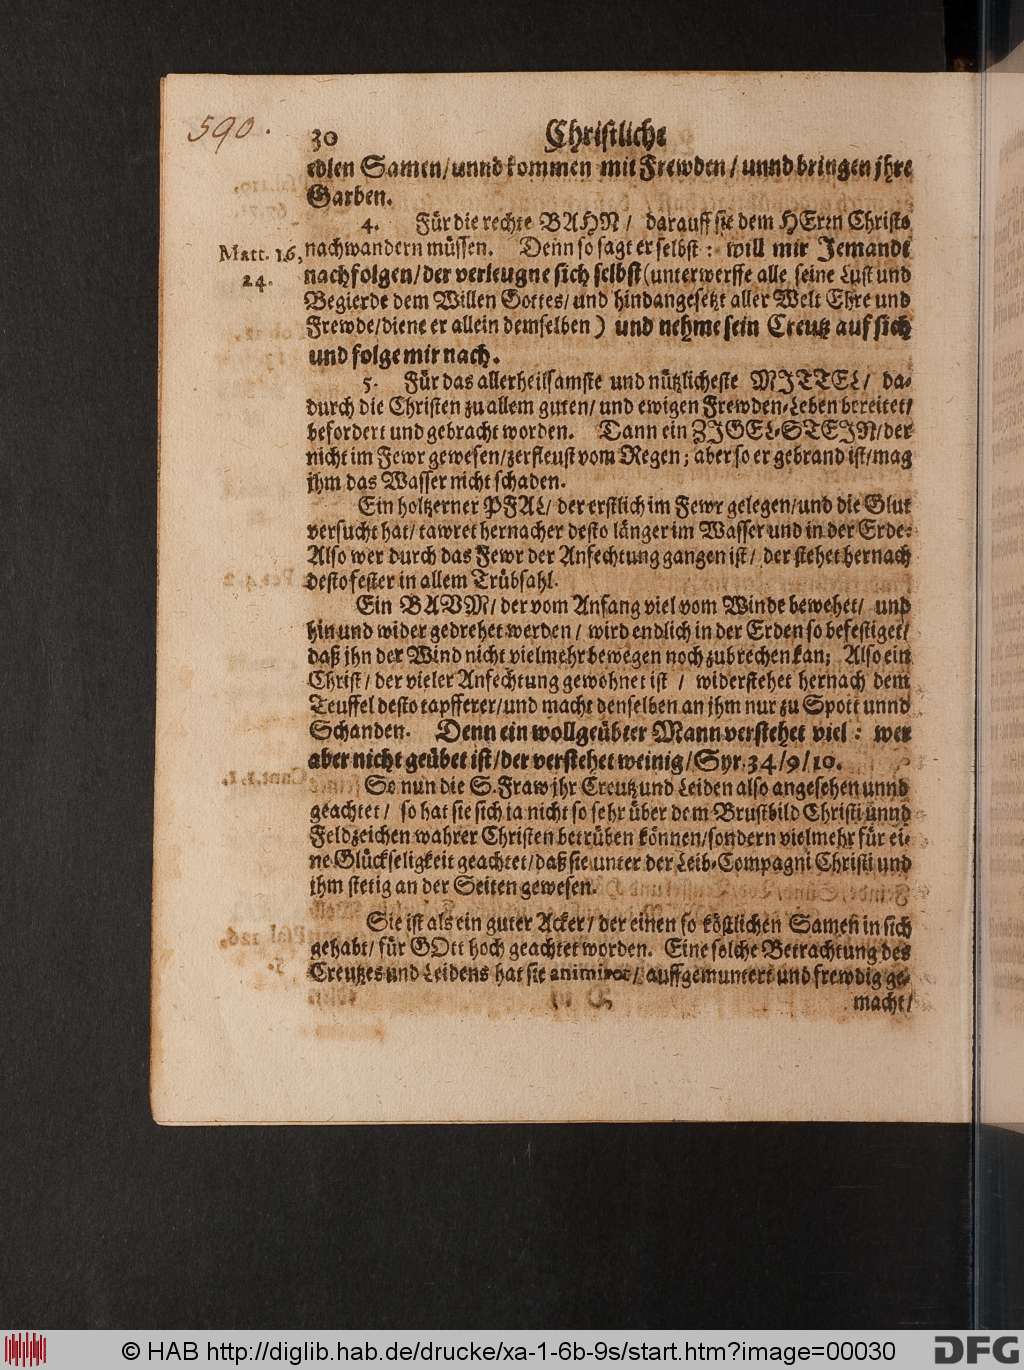 590.
30 Christliche
edlen Samen/unnd kommen mit Frewden/unnd bringen jhre
Garben.
4. Für die rechte BAHN/ darauff sie dem HErrn Christo
Matt. 16, nachwandern müssen. Denn so sagt er selbst: will mir Jemandt
24. nachfolgen/der verleugne sich selbst (unterwerffe alle seine Lust und
Begierde dem Willen Gottes/und hindangesetzt aller Welt Ehre und
Frewde/diene er allein demselben) und nehme sein Creutz auf sich
und folge mir nach.
5. Für das allerheilsamste und nützlicheste MITTEL/ da-
durch die Christen zu allem guten/und ewigen Frewden-Leben bereitet/
befordert und gebracht worden. Dann ein ZIGEL-STEIN/der
nicht im Fewr gewesen/zerfleust vom Regen; aber so er gebrand ist/mag
jhm das Wasser nicht schaden.
Ein holtzerner PFAL/ der erstlich im Fewr gelegen/und die Glut
versucht hat/tawret hernacher desto länger im Wasser und in der Erde:
Also wer durch das Fewr der Anfechtung gangen ist/ der stehet hernach
desto fester in allem Trübsahl.
Ein BAUM/ der vom Anfang viel vom Winde bewehet/ und
hin und wider gedrehet werden/ wird endlich in der Erden so befestiget/
daß jhn der Wind nicht vielmehr bewegen noch zubrechen kan; Also ein
Christ/ der vieler Anfechtung gewohnet ist / widerstehet hernach dem
Teuffel desto tapfferer/und macht denselben an jhm nur zu Spott unnd
Schanden. Denn ein wollgeübter Mann verstehet viel: wer
aber nicht geübet ist/der verstehet weinig/Syr. 34/9/10.
So nun die S. Fraw jhr Creutz und Leiden also angesehen unnd
geachtet/ so hat sie sich ja nicht so sehr über dem Brustbild Christi unnd
Feldzeichen wahrer Christen betrüben können/sondern vielmehr für ei-
ne Glückseligkeit geachtet/daß sie unter der Leib-Compagni Christi und
jhm stetig an der Seiten gewesen.
Sie ist als ein guter Acker/ der einen so köstlichen Samen in sich
gehabt/ für GOtt hoch geachtet worden. Eine solche Betrachtung des
Creutzes und Leidens hat sie animiret/ auffgemuntert und frewdig ge-
macht/
© HAB http://diglib.hab.de/drucke/xa-1-6b-9s/start.htm?image=00030
DFG